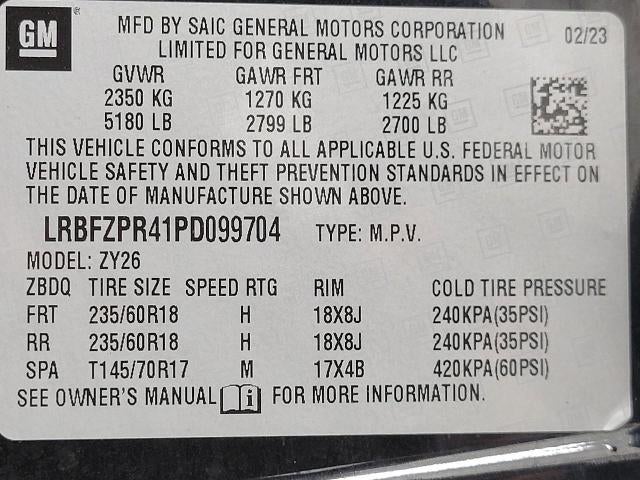 GM
MFD BY SAIC GENERAL MOTORS CORPORATION 02/23
LIMITED FOR GENERAL MOTORS LLC
GVWR GAWR FRT GAWR RR
2350 KG 1270 KG 1225 KG
5180 LB 2799 LB 2700 LB
THIS VEHICLE CONFORMS TO ALL APPLICABLE U.S. FEDERAL MOTOR
VEHICLE SAFETY AND THEFT PREVENTION STANDARDS IN EFFECT ON
THE DATE OF MANUFACTURE SHOWN ABOVE.
LRBFZPR41PD099704 TYPE: M.P.V.
MODEL: ZY26
ZBDQ TIRE SIZE SPEED RTG RIM COLD TIRE PRESSURE
FRT 235/60R18 H 18X8J 240KPA(35PSI)
RR 235/60R18 H 18X8J 240KPA(35PSI)
SPA T145/70R17 M 17X4B 420KPA(60PSI)
SEE OWNER'S MANUAL i FOR MORE INFORMATION.